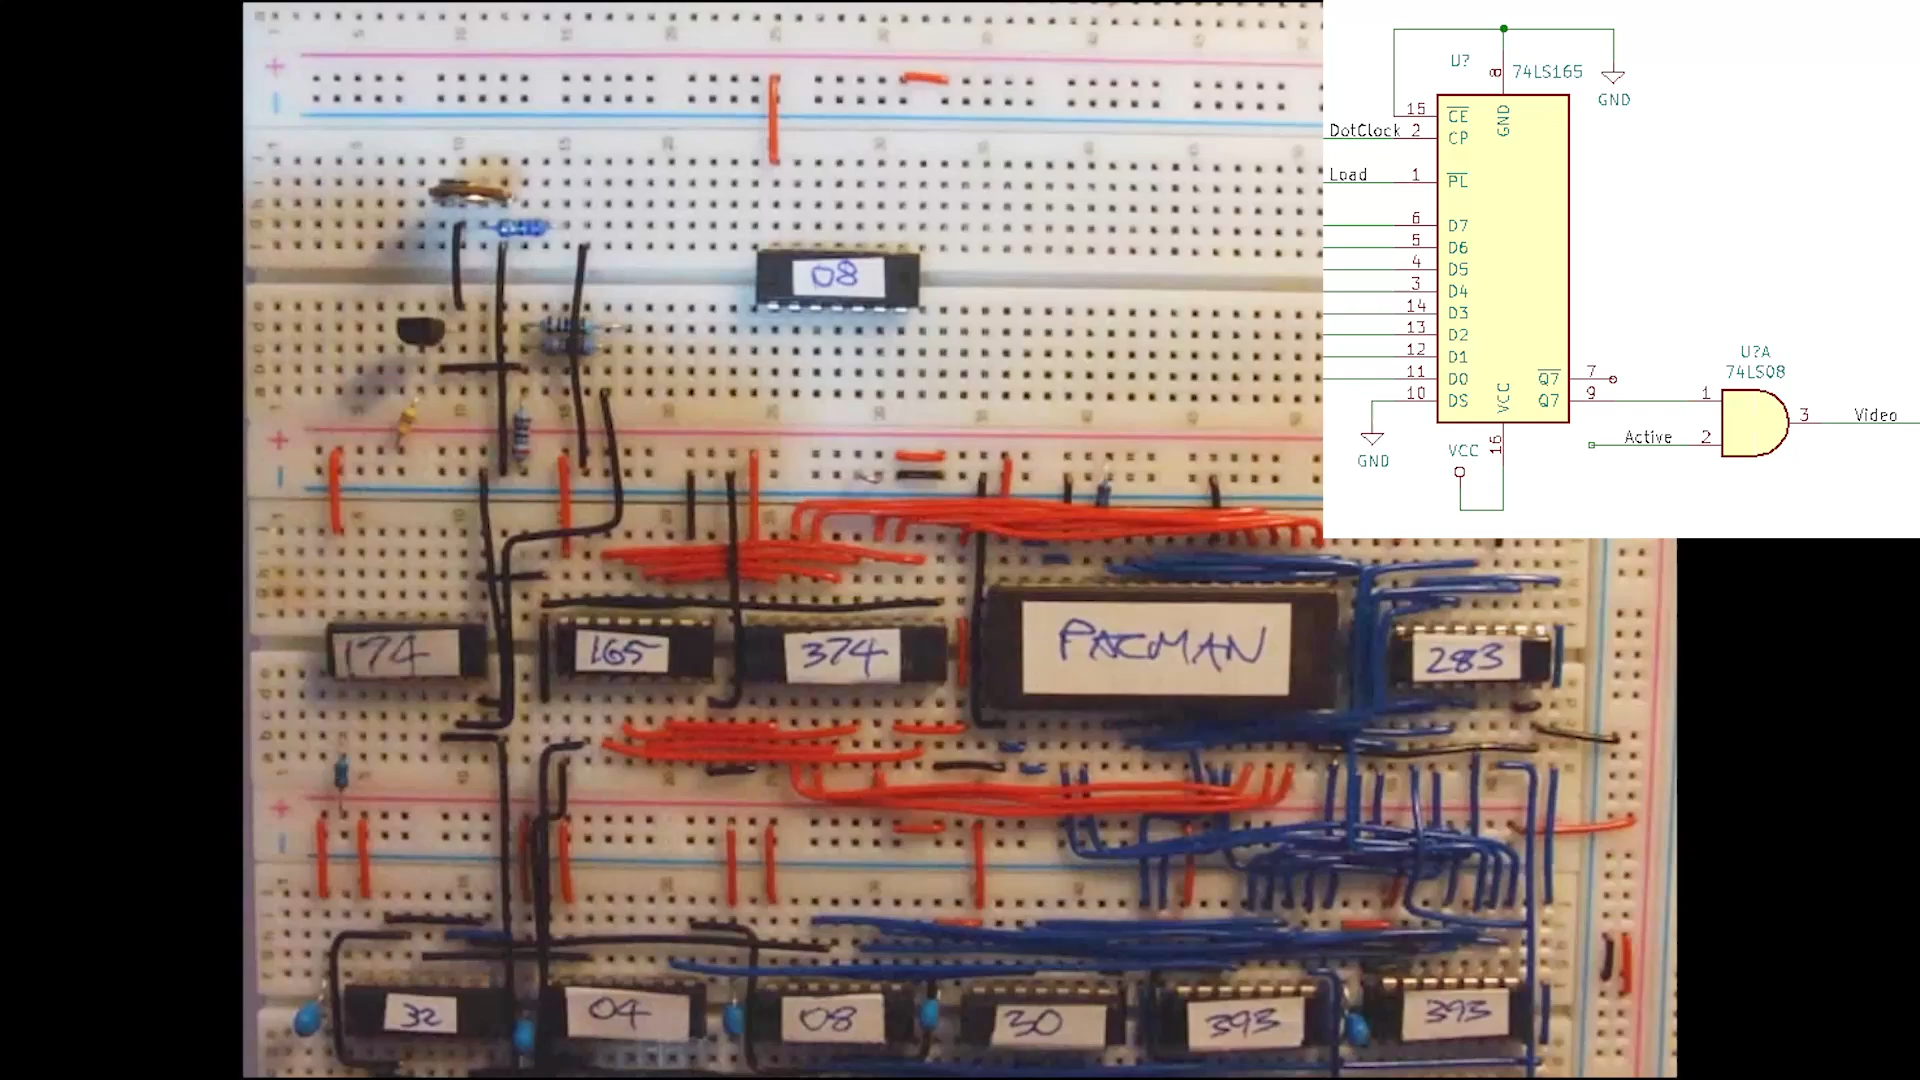 U?
74LS165
8
GND
15 CE GND
DotClock 2 CP
Load 1 PL
6 D7
5 D6
4 D5
3 D4
14 D3
13 D2
12 D1
11 D0 Q7 7
10 DS VCC Q7 9
GND
VCC
16
U?A
74LS08
1
3 Video
Active 2
08
174
165
374
PACMAN
283
32
04
08
30
393
393